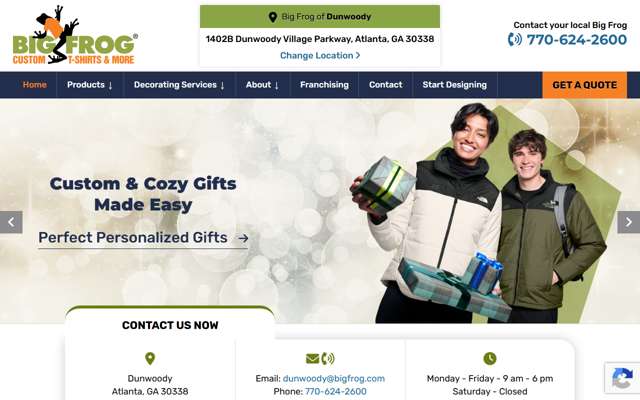 BIG FROG®
CUSTOM T-SHIRTS & MORE
Big Frog of Dunwoody
1402B Dunwoody Village Parkway, Atlanta, GA 30338
Change Location
Contact your local Big Frog
770-624-2600
Home
Products ↓
Decorating Services ↓
About ↓
Franchising
Contact
Start Designing
GET A QUOTE
Custom & Cozy Gifts
Made Easy
Perfect Personalized Gifts →
CONTACT US NOW
Dunwoody
Atlanta, GA 30338
Email: dunwoody@bigfrog.com
Phone: 770-624-2600
Monday - Friday - 9 am - 6 pm
Saturday - Closed